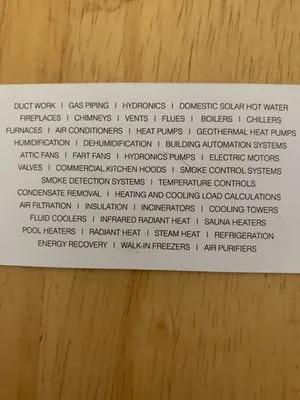 DUCT WORK I GAS PIPING I HYDRONICS I DOMESTIC SOLAR HOT WATER
FIREPLACES I CHIMNEYS I VENTS I FLUES I BOILERS I CHILLERS
FURNACES I AIR CONDITIONERS I HEAT PUMPS I GEOTHERMAL HEAT PUMPS
HUMIDIFICATION I DEHUMIDIFICATION I BUILDING AUTOMATION SYSTEMS
ATTIC FANS I FART FANS I HYDRONICS PUMPS I ELECTRIC MOTORS
VALVES I COMMERCIAL KITCHEN HOODS I SMOKE CONTROL SYSTEMS
SMOKE DETECTION SYSTEMS I TEMPERATURE CONTROLS
CONDENSATE REMOVAL I HEATING AND COOLING LOAD CALCULATIONS
AIR FILTRATION I INSULATION I INCINERATORS I COOLING TOWERS
FLUID COOLERS I INFRARED RADIANT HEAT I SAUNA HEATERS
POOL HEATERS I RADIANT HEAT I STEAM HEAT I REFRIGERATION
ENERGY RECOVERY I WALK-IN FREEZERS I AIR PURIFIERS